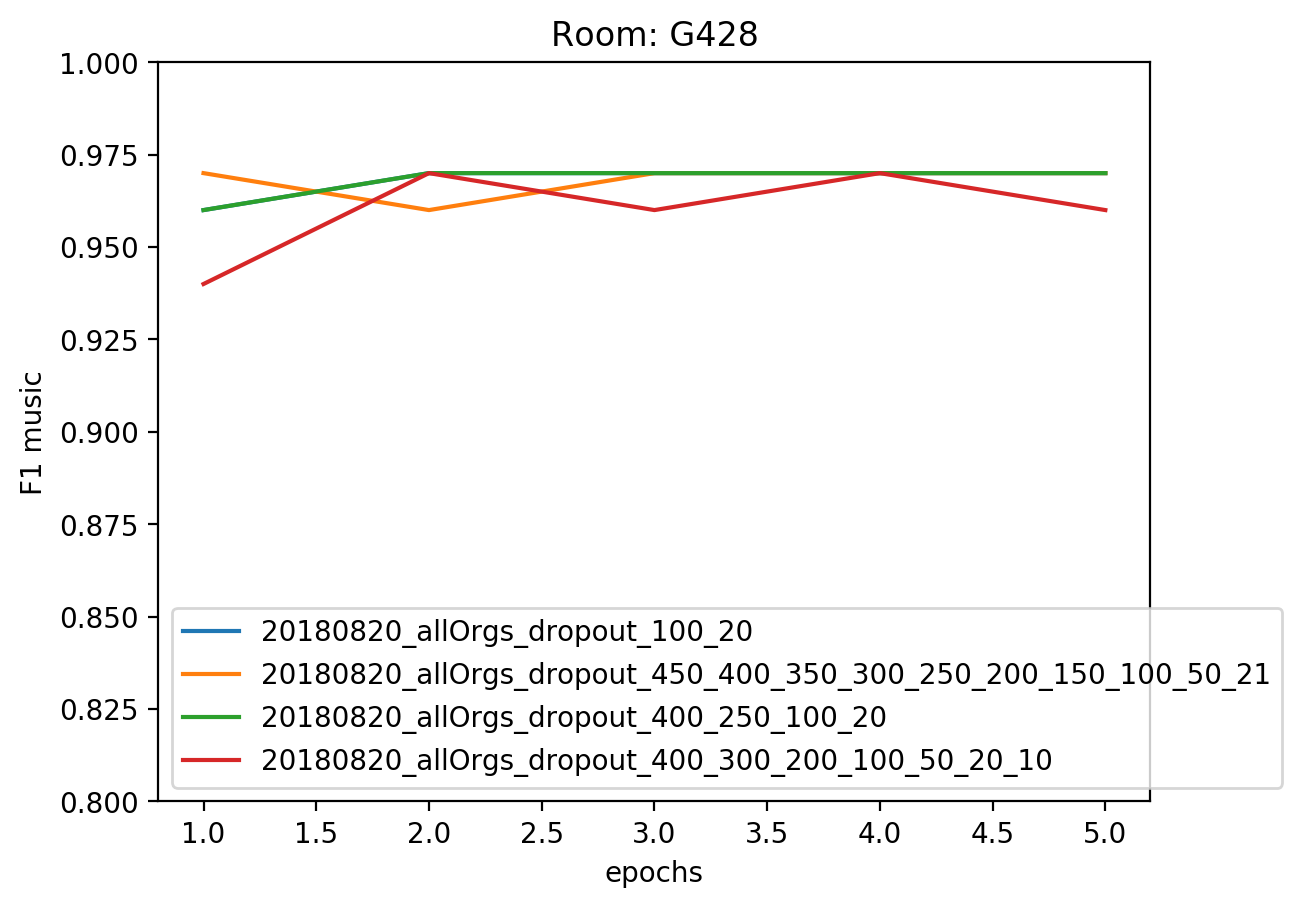 Room: G428
1.000
0.975
0.950
0.925
0.900
0.875
0.850
0.825
0.800
F1 music
20180820_allOrgs_dropout_100_20
20180820_allOrgs_dropout_450_400_350_300_250_200_150_100_50_21
20180820_allOrgs_dropout_400_250_100_20
20180820_allOrgs_dropout_400_300_200_100_50_20_10
1.0 1.5 2.0 2.5 3.0 3.5 4.0 4.5 5.0
epochs